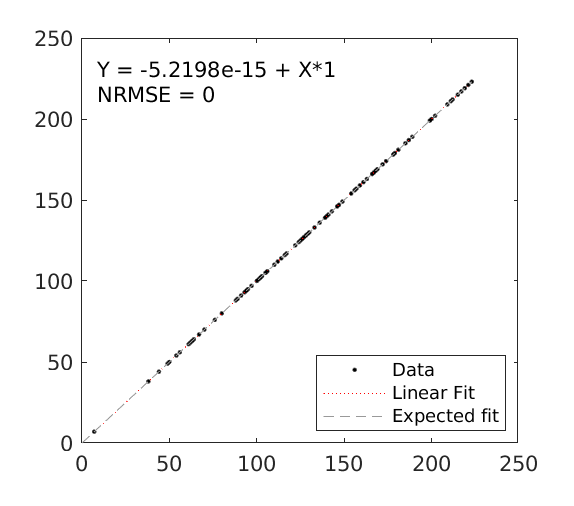 Y = -5.2198e-15 + X*1
NRMSE = 0
250
200
150
100
50
0
Data
Linear Fit
Expected fit
0 50 100 150 200 250